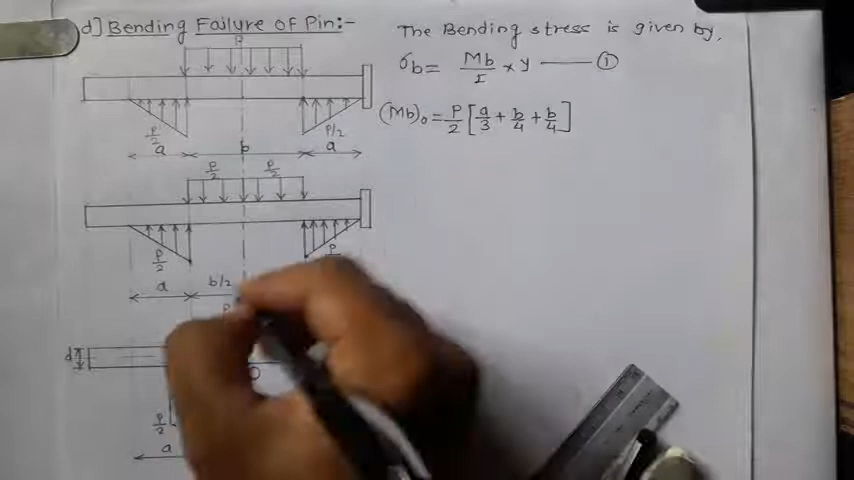 d] Bending Failure of Pin:-
P
P/2
P/2
a
b
a
P/2
P/2
P/2
P
a
b/2
P
d
P/2
a
The Bending stress is given by,
σb = Mb/I × y —— ①
(Mb)o = P/2 [a/3 + b/4 + b/4]